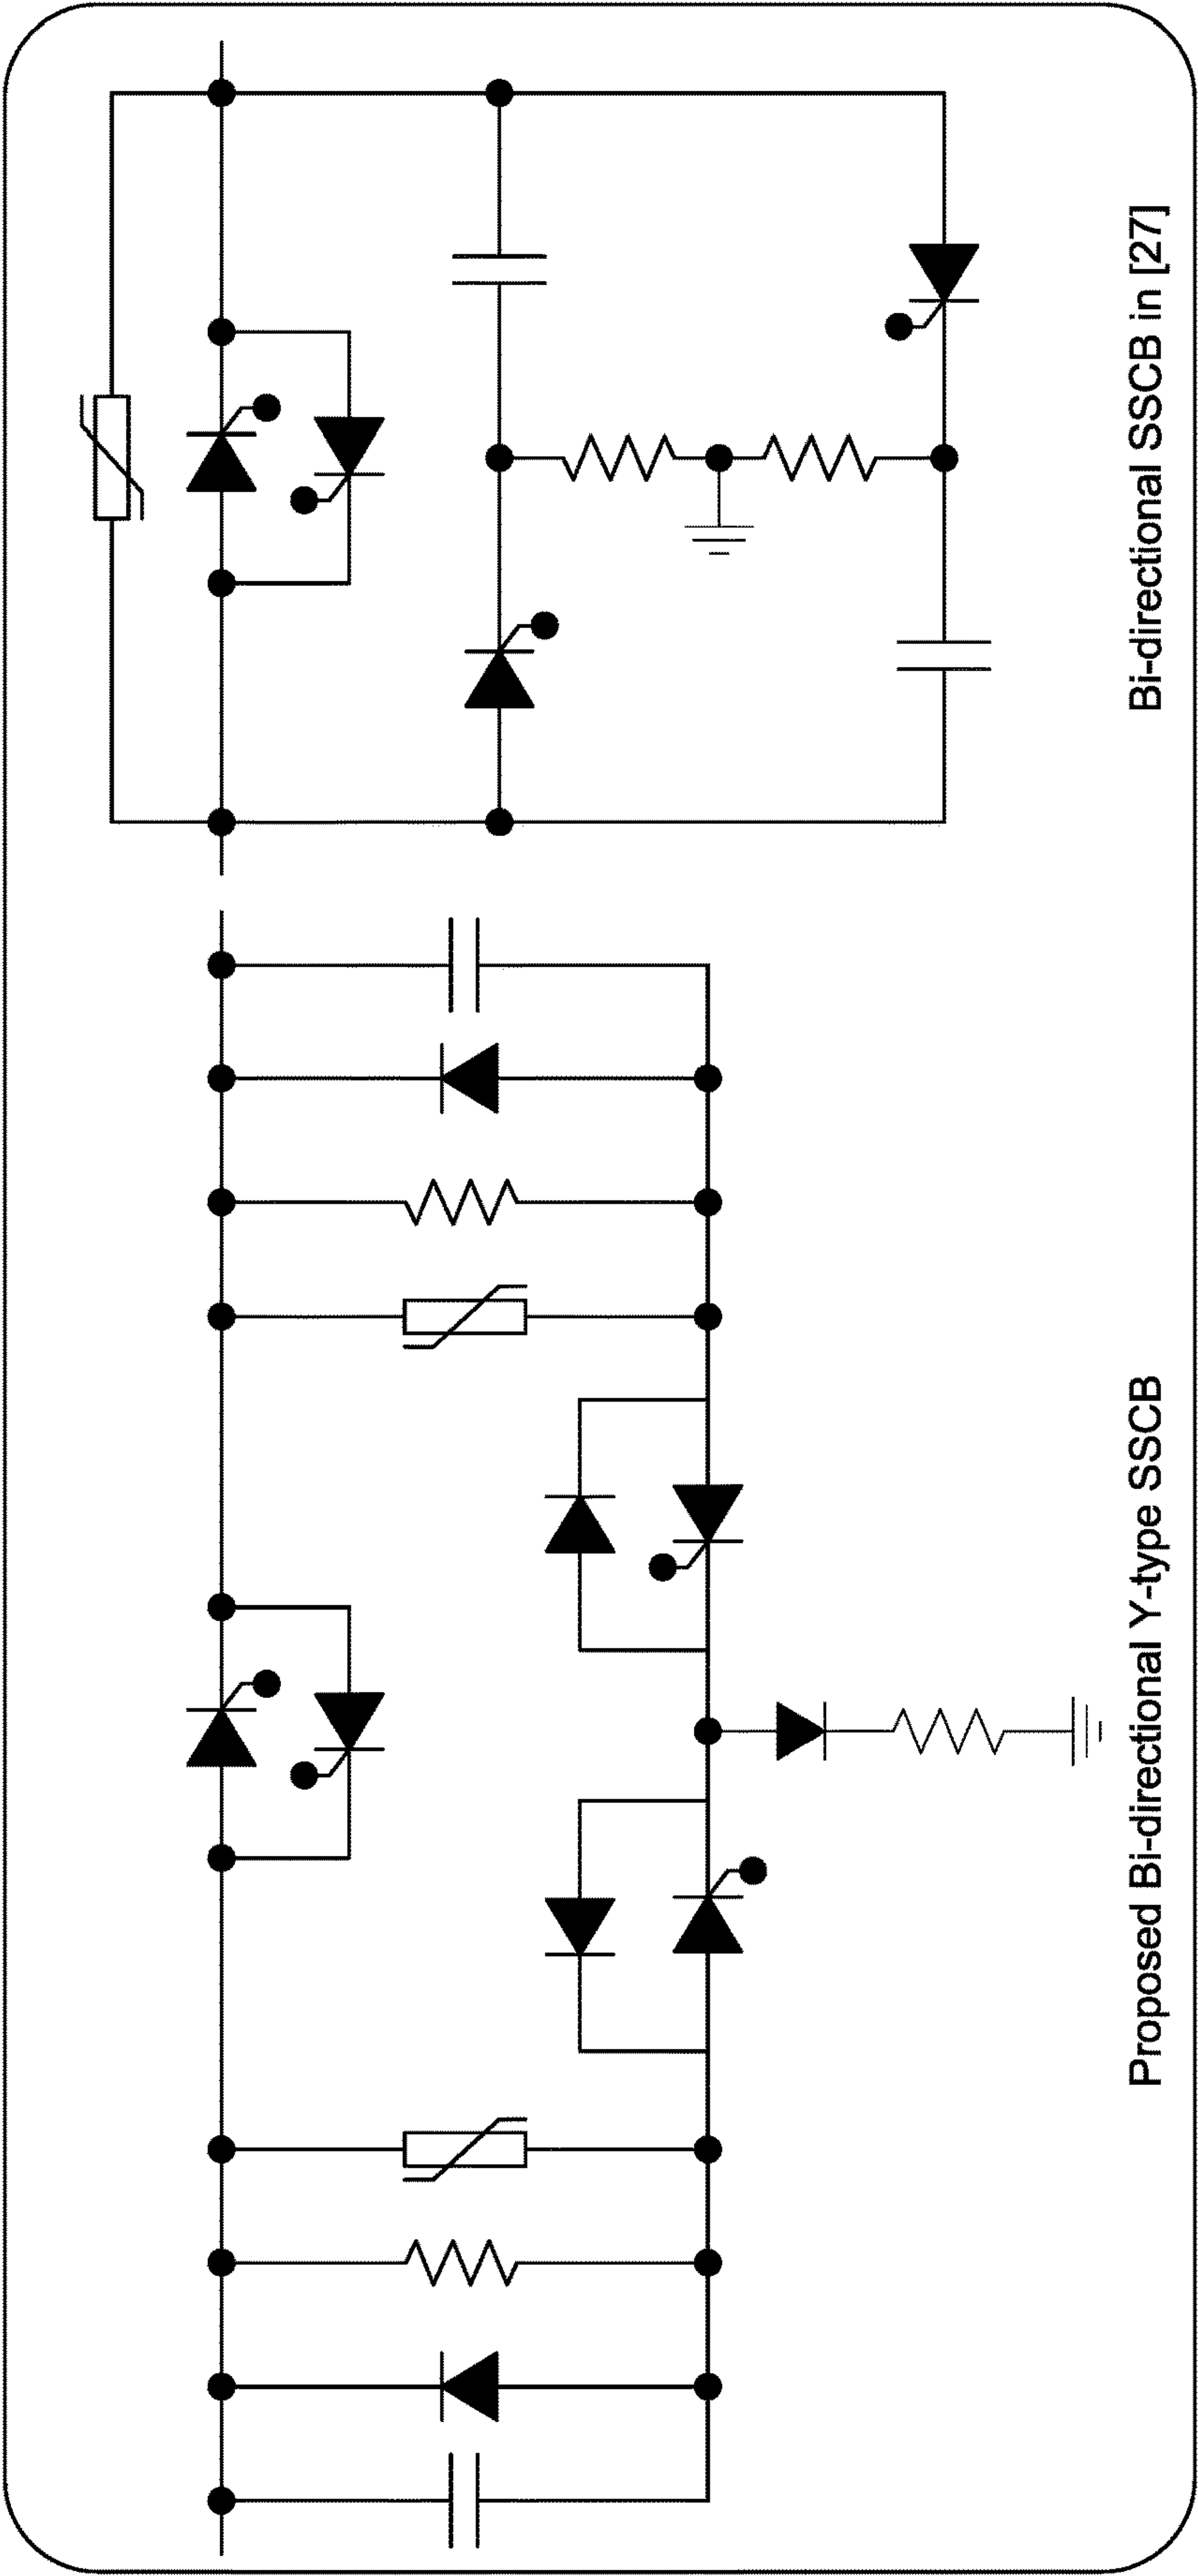 Proposed Bi-directional Y-type SSCB
Bi-directional SSCB in [27]